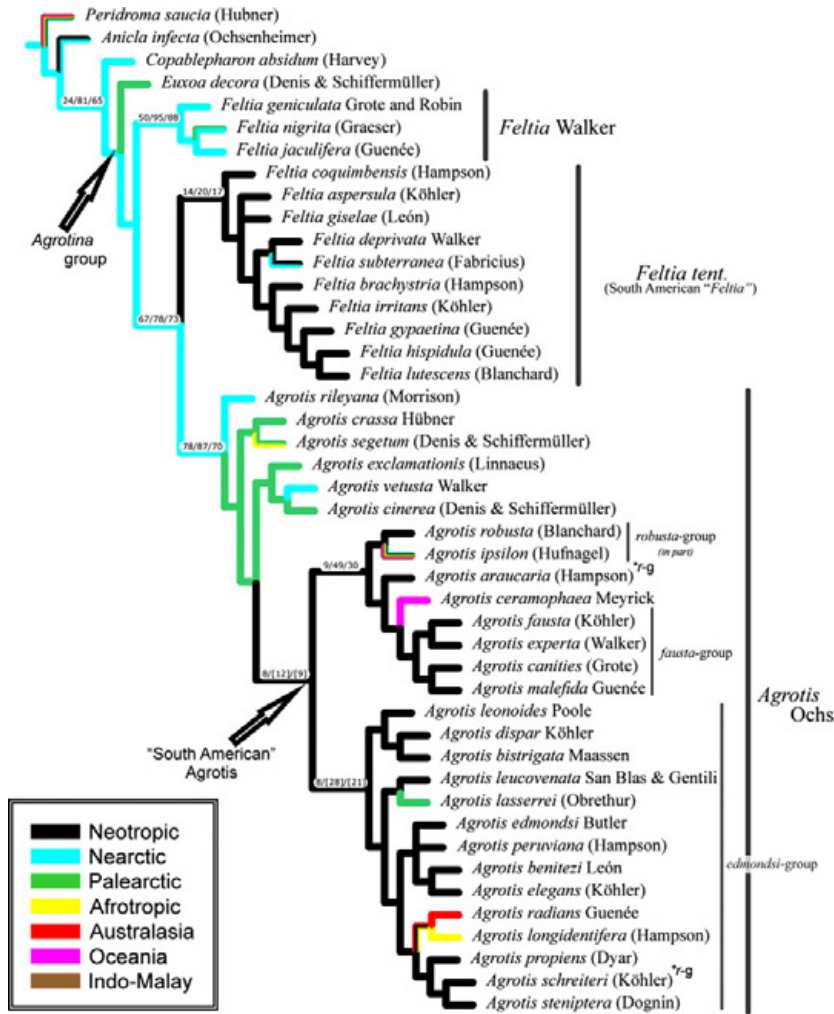 Peridroma saucia (Hubner)
Anicla infecta (Ochsenheimer)
Copablepharon absidum (Harvey)
Euxoa decora (Denis & Schiffermüller)
24/81/65
50/95/88
Feltia geniculata Grote and Robin
Feltia nigrita (Graeser)
Feltia jaculifera (Guenée)
Feltia Walker
Agrotina
group
14/20/17
Feltia coquimbensis (Hampson)
Feltia aspersula (Köhler)
Feltia giselae (León)
Feltia deprivata Walker
Feltia subterranea (Fabricius)
Feltia brachystria (Hampson)
Feltia irritans (Köhler)
Feltia gypaetina (Guenée)
Feltia hispidula (Guenée)
Feltia lutescens (Blanchard)
Feltia tent.
(South American "Feltia")
67/78/73
78/87/70
Agrotis rileyana (Morrison)
Agrotis crassa Hübner
Agrotis segetum (Denis & Schiffermüller)
Agrotis exclamationis (Linnaeus)
Agrotis vetusta Walker
Agrotis cinerea (Denis & Schiffermüller)
9/49/30
Agrotis robusta (Blanchard)
Agrotis ipsilon (Hufnagel)
robusta-group
(in part)
Agrotis araucaria (Hampson)*r-g
Agrotis ceramophaea Meyrick
Agrotis fausta (Köhler)
Agrotis experta (Walker)
Agrotis canities (Grote)
Agrotis malefida Guenée
fausta-group
8/[12]/[9]
"South American"
Agrotis
8/[28]/[21]
Agrotis leonoides Poole
Agrotis dispar Köhler
Agrotis bistrigata Maassen
Agrotis leucovenata San Blas & Gentili
Agrotis lasserrei (Obrethur)
Agrotis edmondsi Butler
Agrotis peruviana (Hampson)
Agrotis benitezi León
Agrotis elegans (Köhler)
Agrotis radians Guenée
Agrotis longidentifera (Hampson)
Agrotis propiens (Dyar)
Agrotis schreiteri (Köhler)*r-g
Agrotis steniptera (Dognin)
edmondsi-group
Agrotis
Ochs
Neotropic
Nearctic
Palearctic
Afrotropic
Australasia
Oceania
Indo-Malay